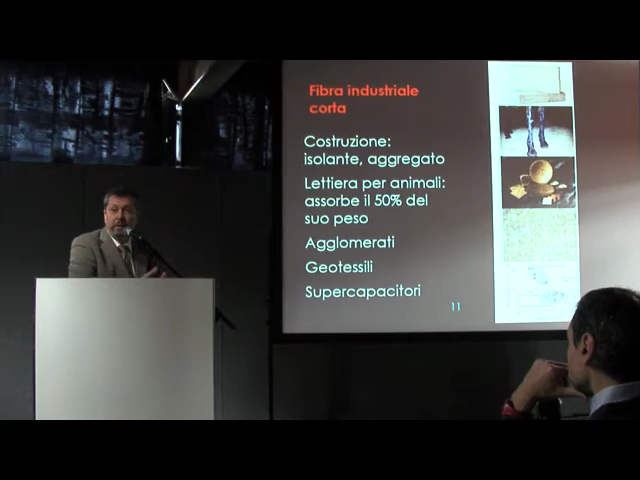 Fibra industriale
corta
Costruzione:
isolante, aggregato
Lettiera per animali:
assorbe il 50% del
suo peso
Agglomerati
Geotessili
Supercapacitori
11